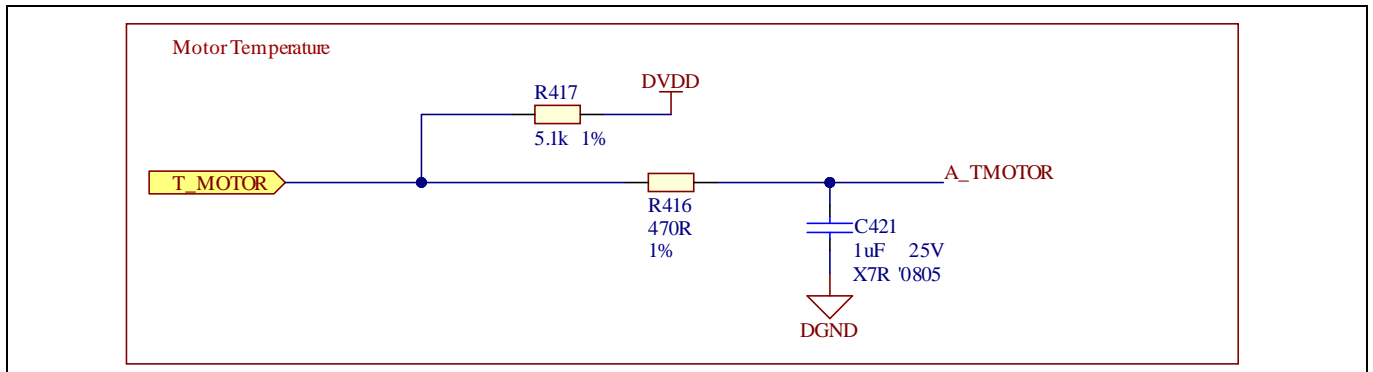 Motor Temperature
DVDD
R417
5.1k 1%
T_MOTOR
A_TMOTOR
R416
470R
1%
C421
1uF 25V
X7R '0805
DGND